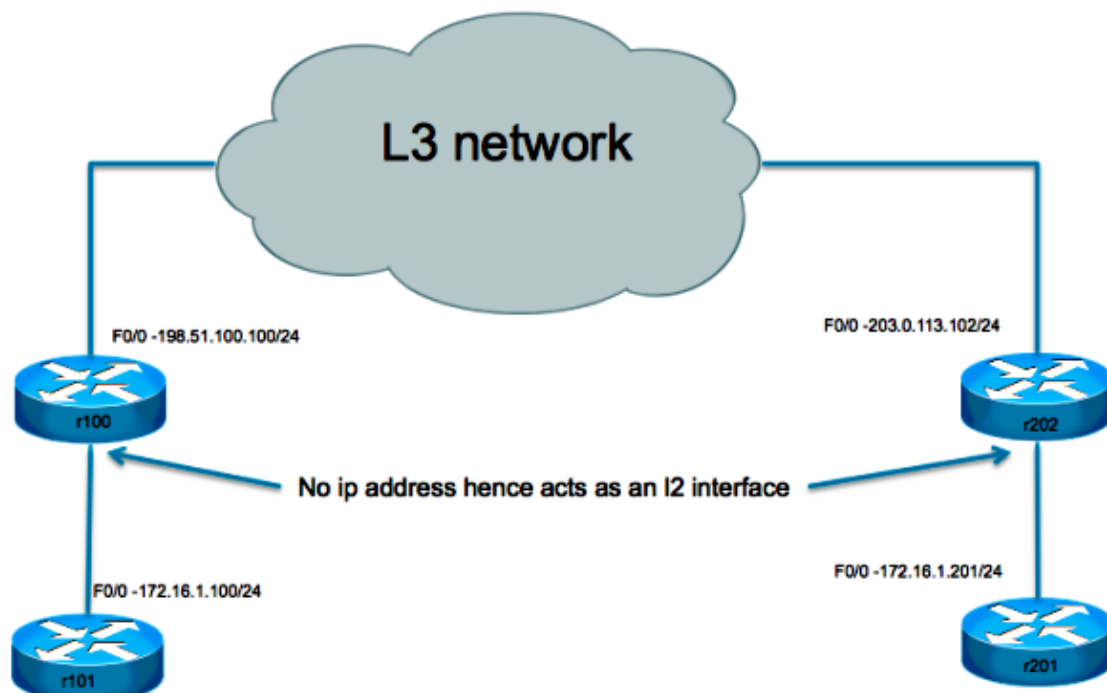 L3 network
F0/0 -198.51.100.100/24
F0/0 -203.0.113.102/24
r100
r202
No ip address hence acts as an l2 interface
F0/0 -172.16.1.100/24
F0/0 -172.16.1.201/24
r101
r201